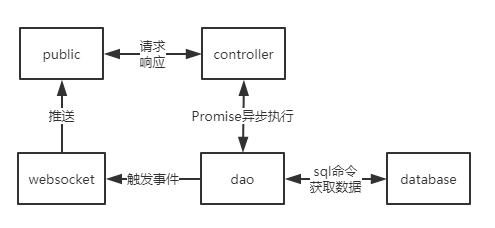 public
请求
响应
controller
推送
Promise异步执行
websocket
触发事件
dao
sql命令
获取数据
database